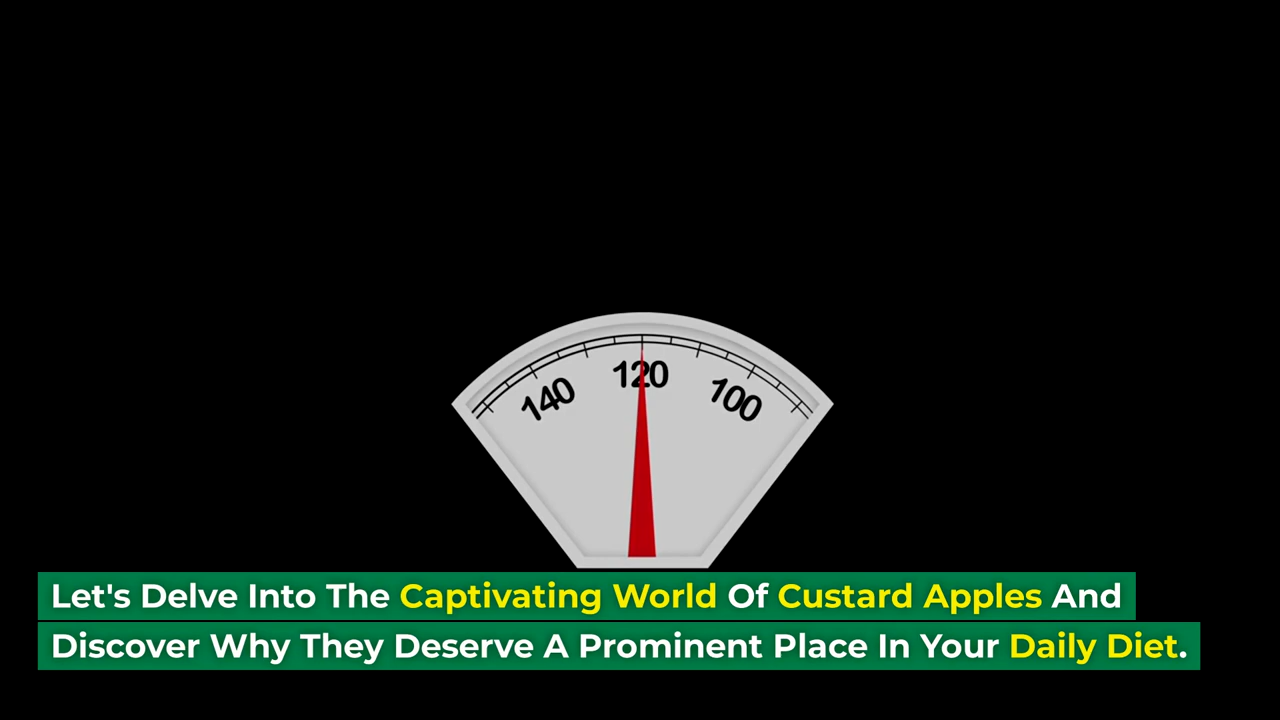 140 120 100
Let's Delve Into The Captivating World Of Custard Apples And
Discover Why They Deserve A Prominent Place In Your Daily Diet.